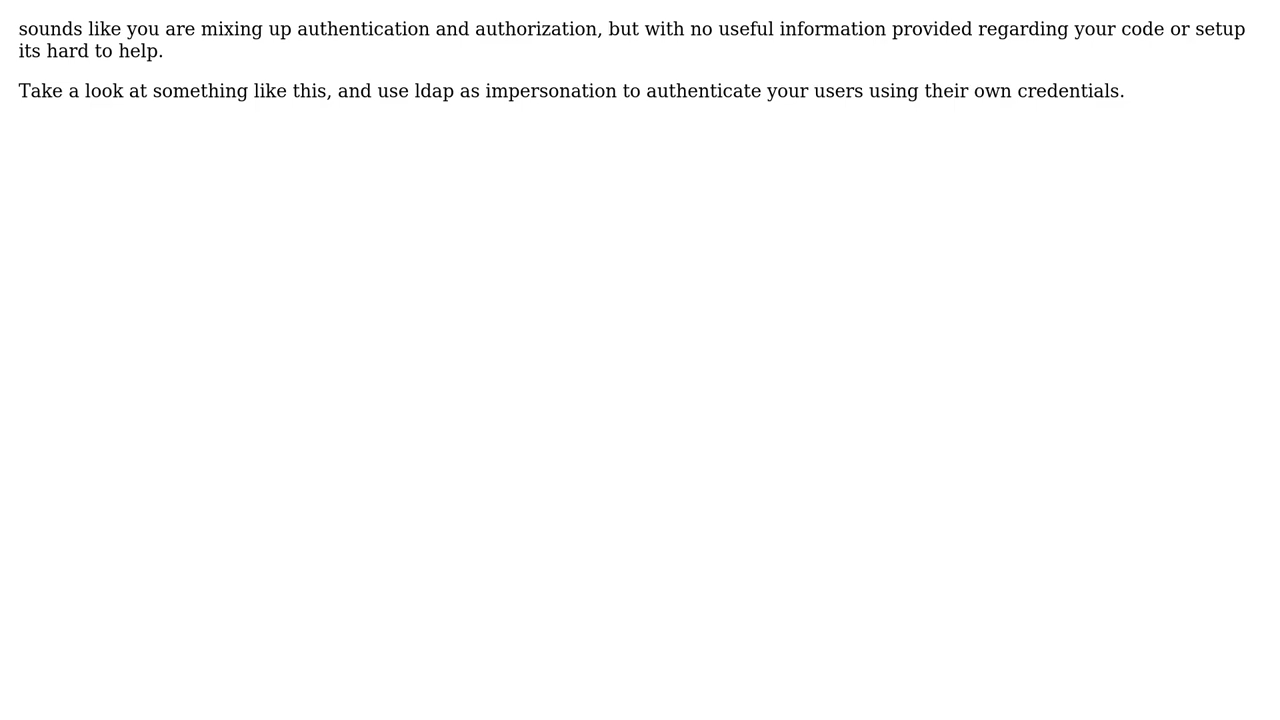 sounds like you are mixing up authentication and authorization, but with no useful information provided regarding your code or setup
its hard to help.
Take a look at something like this, and use ldap as impersonation to authenticate your users using their own credentials.